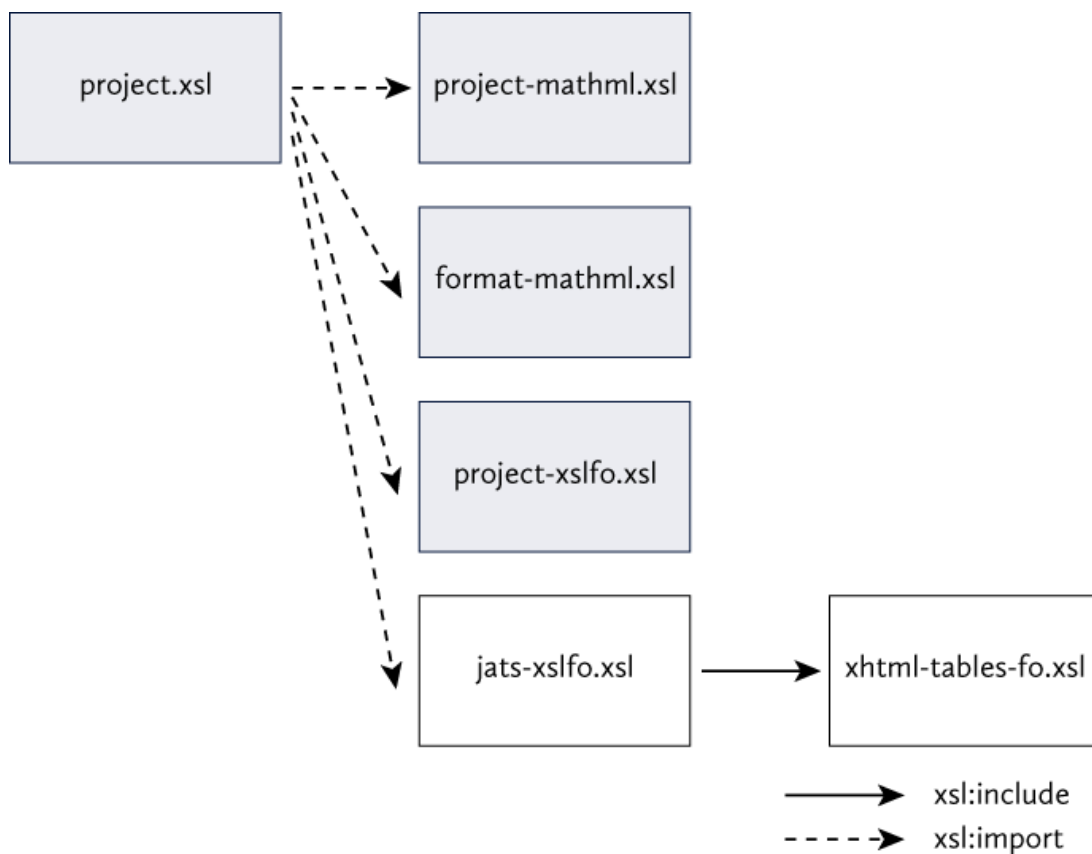 project.xsl
project-mathml.xsl
format-mathml.xsl
project-xslfo.xsl
jats-xslfo.xsl
xhtml-tables-fo.xsl
xsl:include
xsl:import